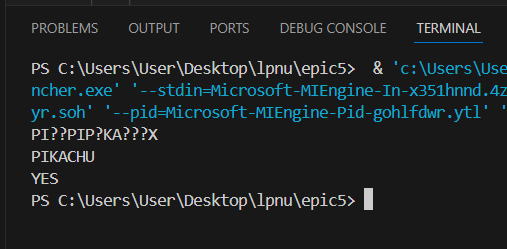 PROBLEMS OUTPUT PORTS DEBUG CONSOLE TERMINAL
PS C:\Users\User\Desktop\lpnu\epic5> & 'c:\Users\Use
ncher.exe' '--stdin=Microsoft-MIEngine-In-x351hnnd.4z
yr.soh' '--pid=Microsoft-MIEngine-Pid-gohlfdwr.ytl' '
PI??PIP?KA???X
PIKACHU
YES
PS C:\Users\User\Desktop\lpnu\epic5>